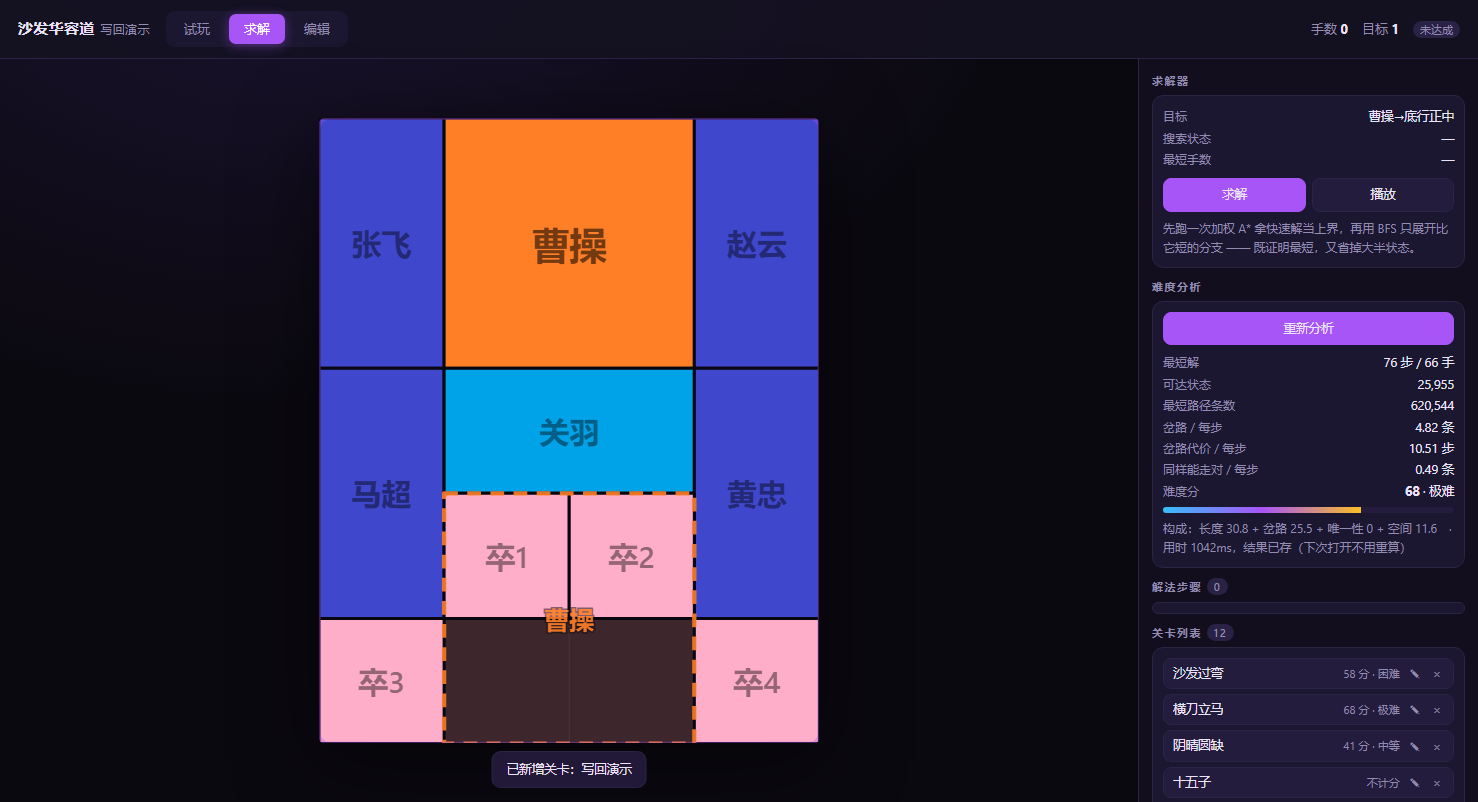 沙发华容道 写回演示 试玩 求解 编辑 手数 0 目标 1 未达成
张飞 曹操 赵云
马超 关羽 黄忠
卒1 卒2
曹操
卒3 卒4
已新增关卡：写回演示
求解器
目标 曹操→底行正中
搜索状态 —
最短手数 —
求解 播放
先跑一次加权 A* 拿快速解当上界，再用 BFS 只展开比
它短的分支 —— 既证明最短，又省掉大半状态。
难度分析
重新分析
最短解 76 步 / 66 手
可达状态 25,955
最短路径条数 620,544
岔路 / 每步 4.82 条
岔路代价 / 每步 10.51 步
同样能走对 / 每步 0.49 条
难度分 68 · 极难
构成：长度 30.8 + 岔路 25.5 + 唯一性 0 + 空间 11.6 ·
用时 1042ms，结果已存（下次打开不用重算）
解法步骤 0
关卡列表 12
沙发过弯 58 分 · 困难
横刀立马 68 分 · 极难
阴晴圆缺 41 分 · 中等
十五子 不计分